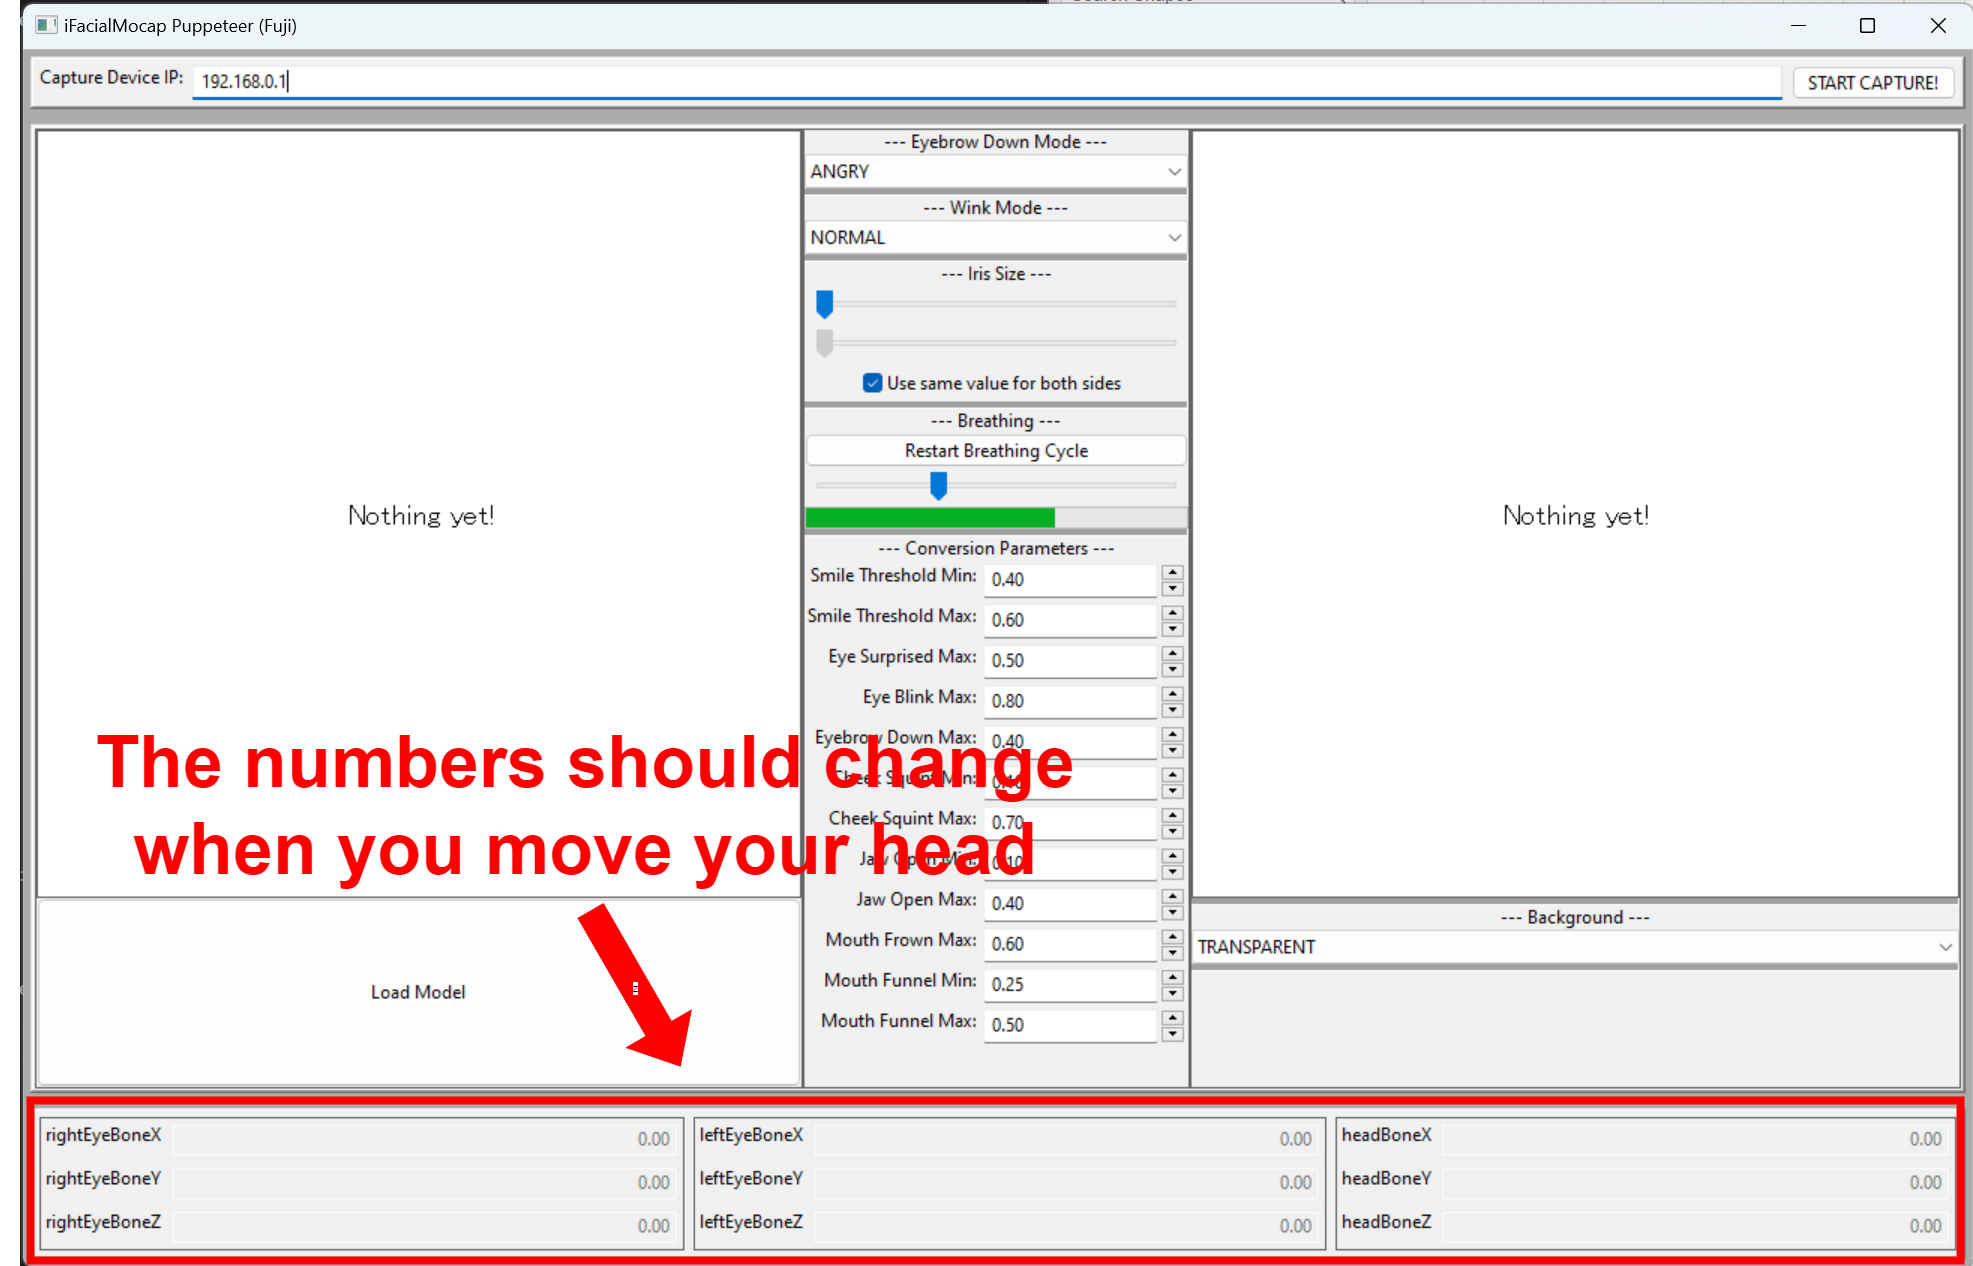 iFacialMocap Puppeteer (Fuji)
Capture Device IP: 192.168.0.1 START CAPTURE!
--- Eyebrow Down Mode ---
ANGRY
--- Wink Mode ---
NORMAL
--- Iris Size ---
Use same value for both sides
--- Breathing ---
Restart Breathing Cycle
Nothing yet!
Nothing yet!
--- Conversion Parameters ---
Smile Threshold Min: 0.40
Smile Threshold Max: 0.60
Eye Surprised Max: 0.50
Eye Blink Max: 0.80
Eyebrow Down Max: 0.40
Cheek Squint Min: 0.10
Cheek Squint Max: 0.70
Jaw Open Min: 0.10
Jaw Open Max: 0.40
Mouth Frown Max: 0.60
Mouth Funnel Min: 0.25
Mouth Funnel Max: 0.50
The numbers should change
when you move your head
Load Model
--- Background ---
TRANSPARENT
rightEyeBoneX 0.00
rightEyeBoneY 0.00
rightEyeBoneZ 0.00
leftEyeBoneX 0.00
leftEyeBoneY 0.00
leftEyeBoneZ 0.00
headBoneX 0.00
headBoneY 0.00
headBoneZ 0.00